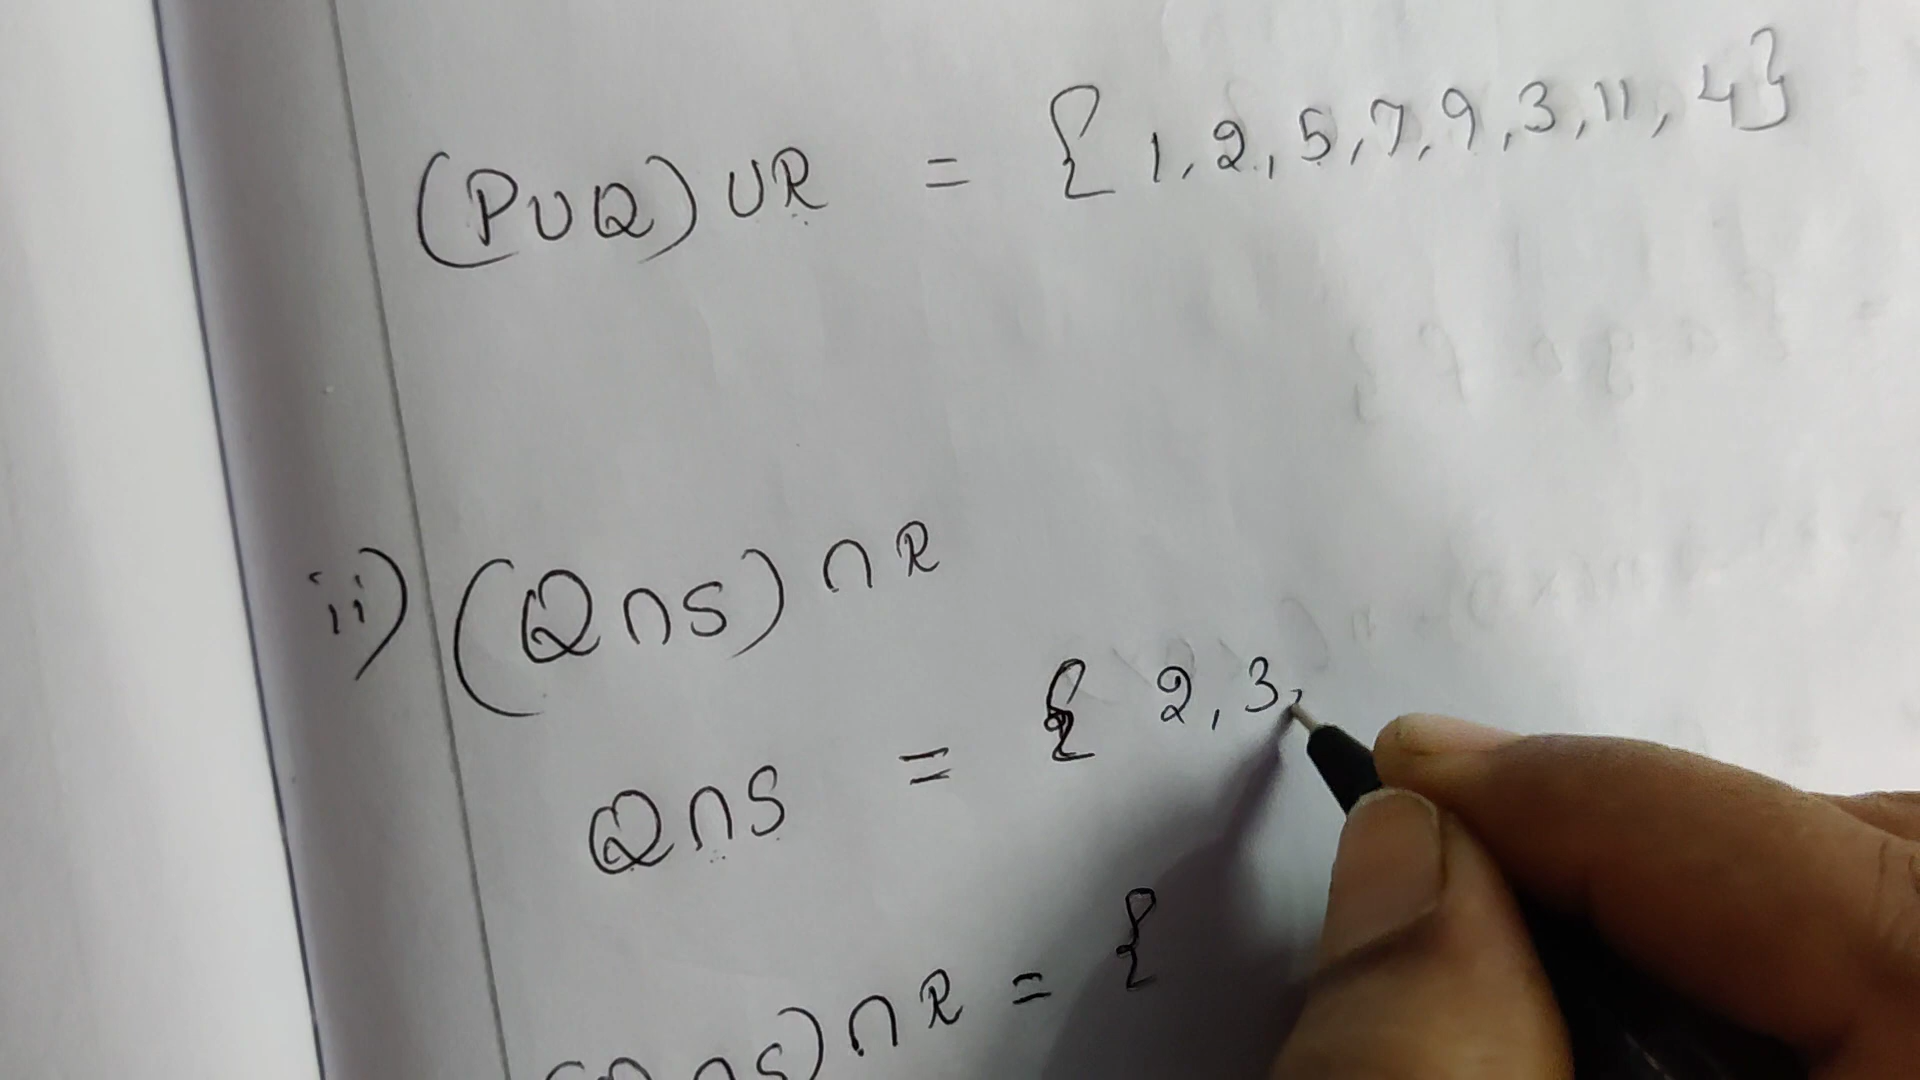 (P∪Q)∪R = {1,2,5,7,9,3,11,4}
ii) (Q∩S)∩R
Q∩S = { 2,3,
(Q∩S)∩R = {